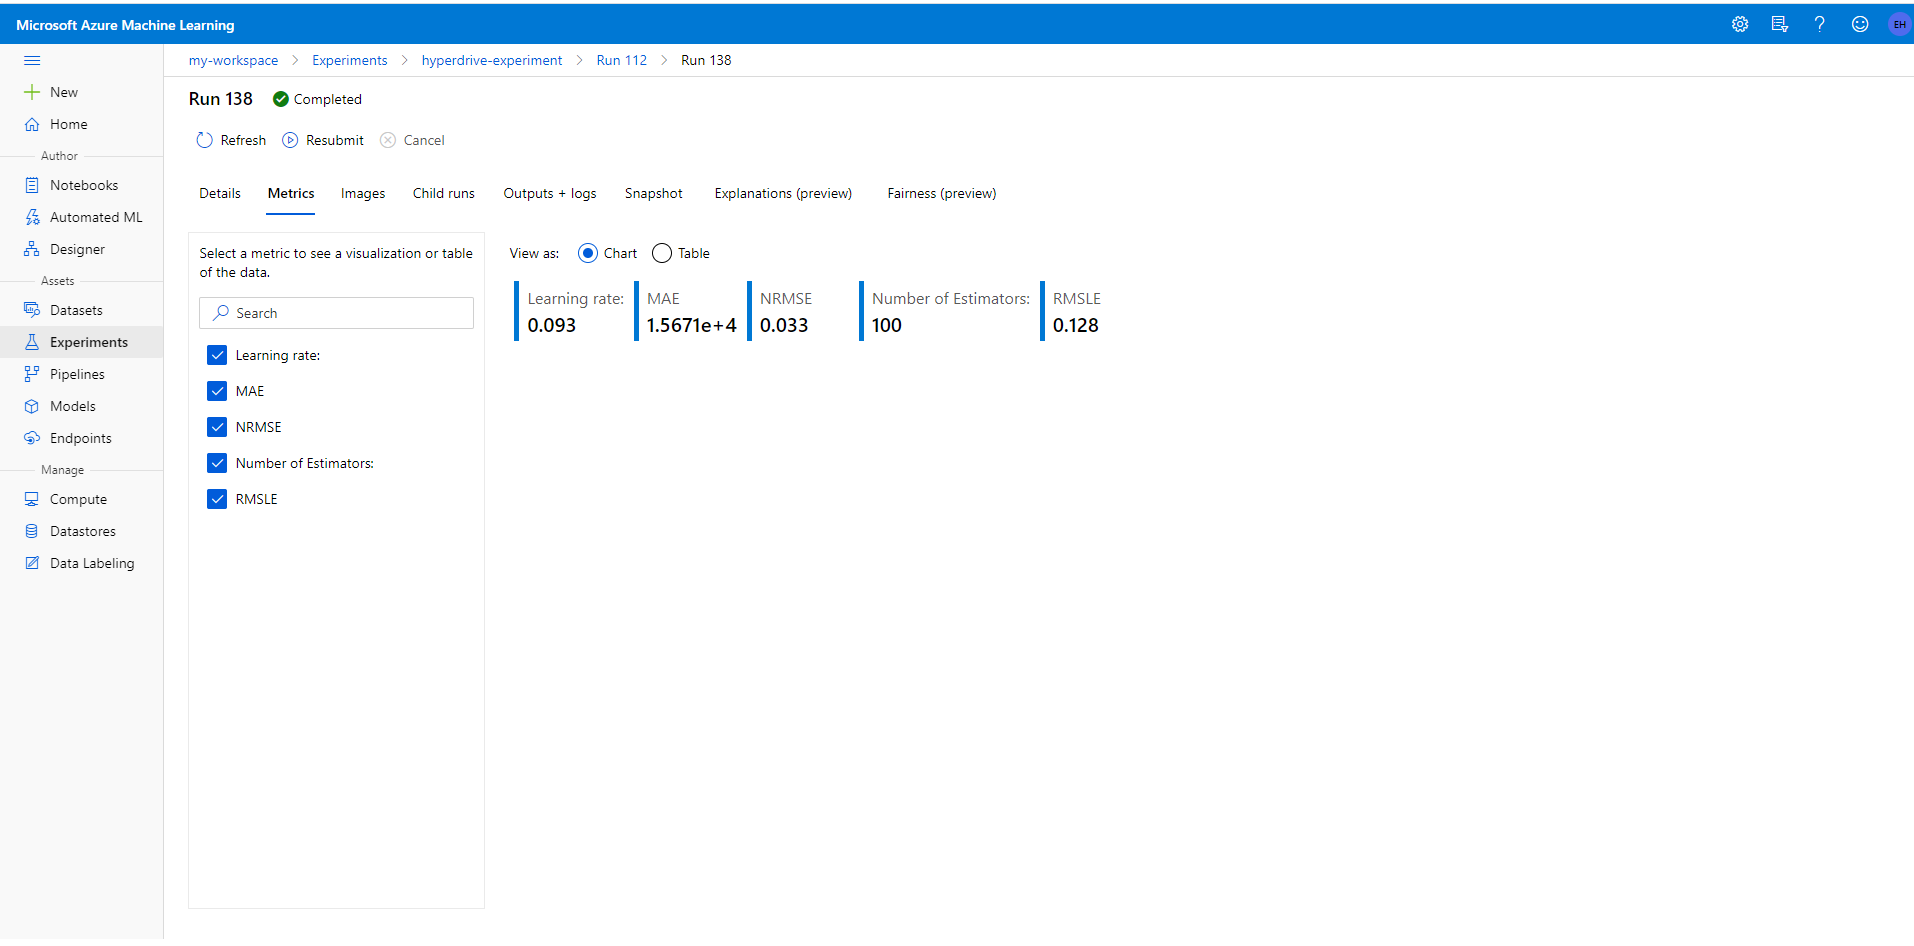 Microsoft Azure Machine Learning
EH
my-workspace > Experiments > hyperdrive-experiment > Run 112 > Run 138
New
Home
Author
Notebooks
Automated ML
Designer
Assets
Datasets
Experiments
Pipelines
Models
Endpoints
Manage
Compute
Datastores
Data Labeling
Run 138 Completed
Refresh Resubmit Cancel
Details Metrics Images Child runs Outputs + logs Snapshot Explanations (preview) Fairness (preview)
Select a metric to see a visualization or table
of the data.
Search
Learning rate:
MAE
NRMSE
Number of Estimators:
RMSLE
View as: Chart Table
Learning rate: MAE NRMSE Number of Estimators: RMSLE
0.093 1.5671e+4 0.033 100 0.128